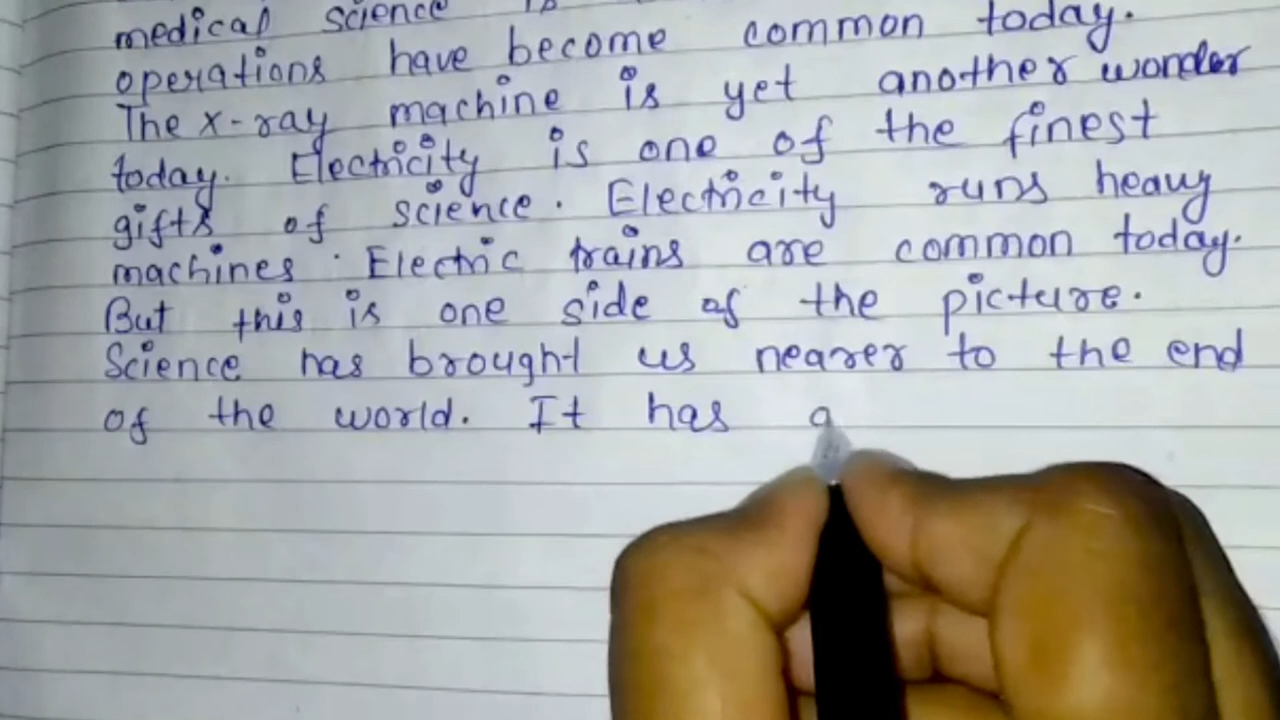 medical science is
operations have become common today.
The x-ray machine is yet another wonder
today. Electricity is one of the finest
gifts of science. Electricity runs heavy
machines. Electric trains are common today.
But this is one side of the picture.
Science has brought us nearer to the end
of the world. It has